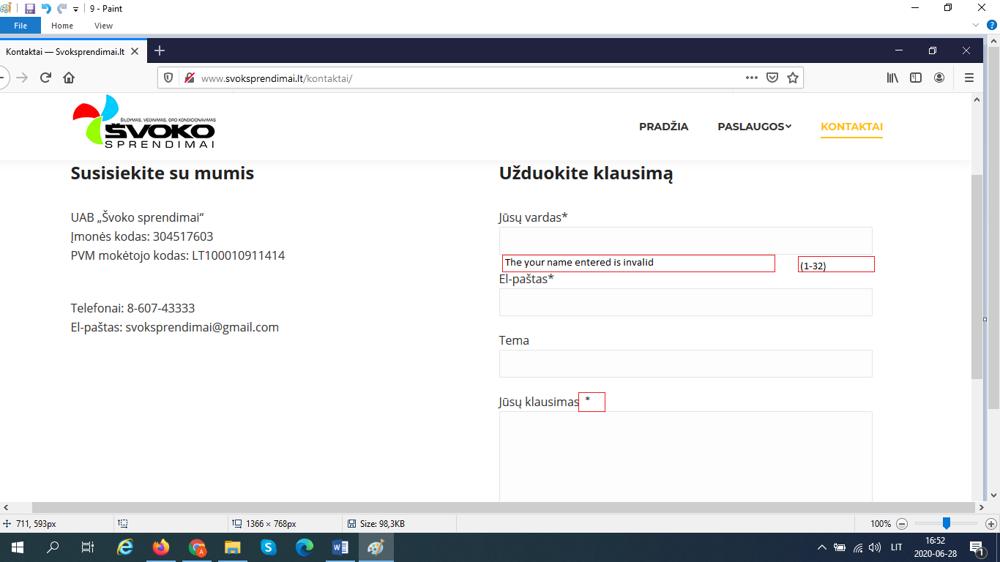 9 - Paint
File Home View
Kontaktai — Svoksprendimai.lt
www.svoksprendimai.lt/kontaktai/
ŠILDYMAS, VĖDINIMAS, ORO KONDICIONAVIMAS
ŠVOKO
SPRENDIMAI
PRADŽIA PASLAUGOS KONTAKTAI
Susisiekite su mumis
UAB „Švoko sprendimai“
Įmonės kodas: 304517603
PVM mokėtojo kodas: LT100010911414
Telefonai: 8-607-43333
El-paštas: svoksprendimai@gmail.com
Užduokite klausimą
Jūsų vardas*
The your name entered is invalid (1-32)
El-paštas*
Tema
Jūsų klausimas *
711, 593px 1366 × 768px Size: 98,3KB 100%
LIT 16:52
2020-06-28
1